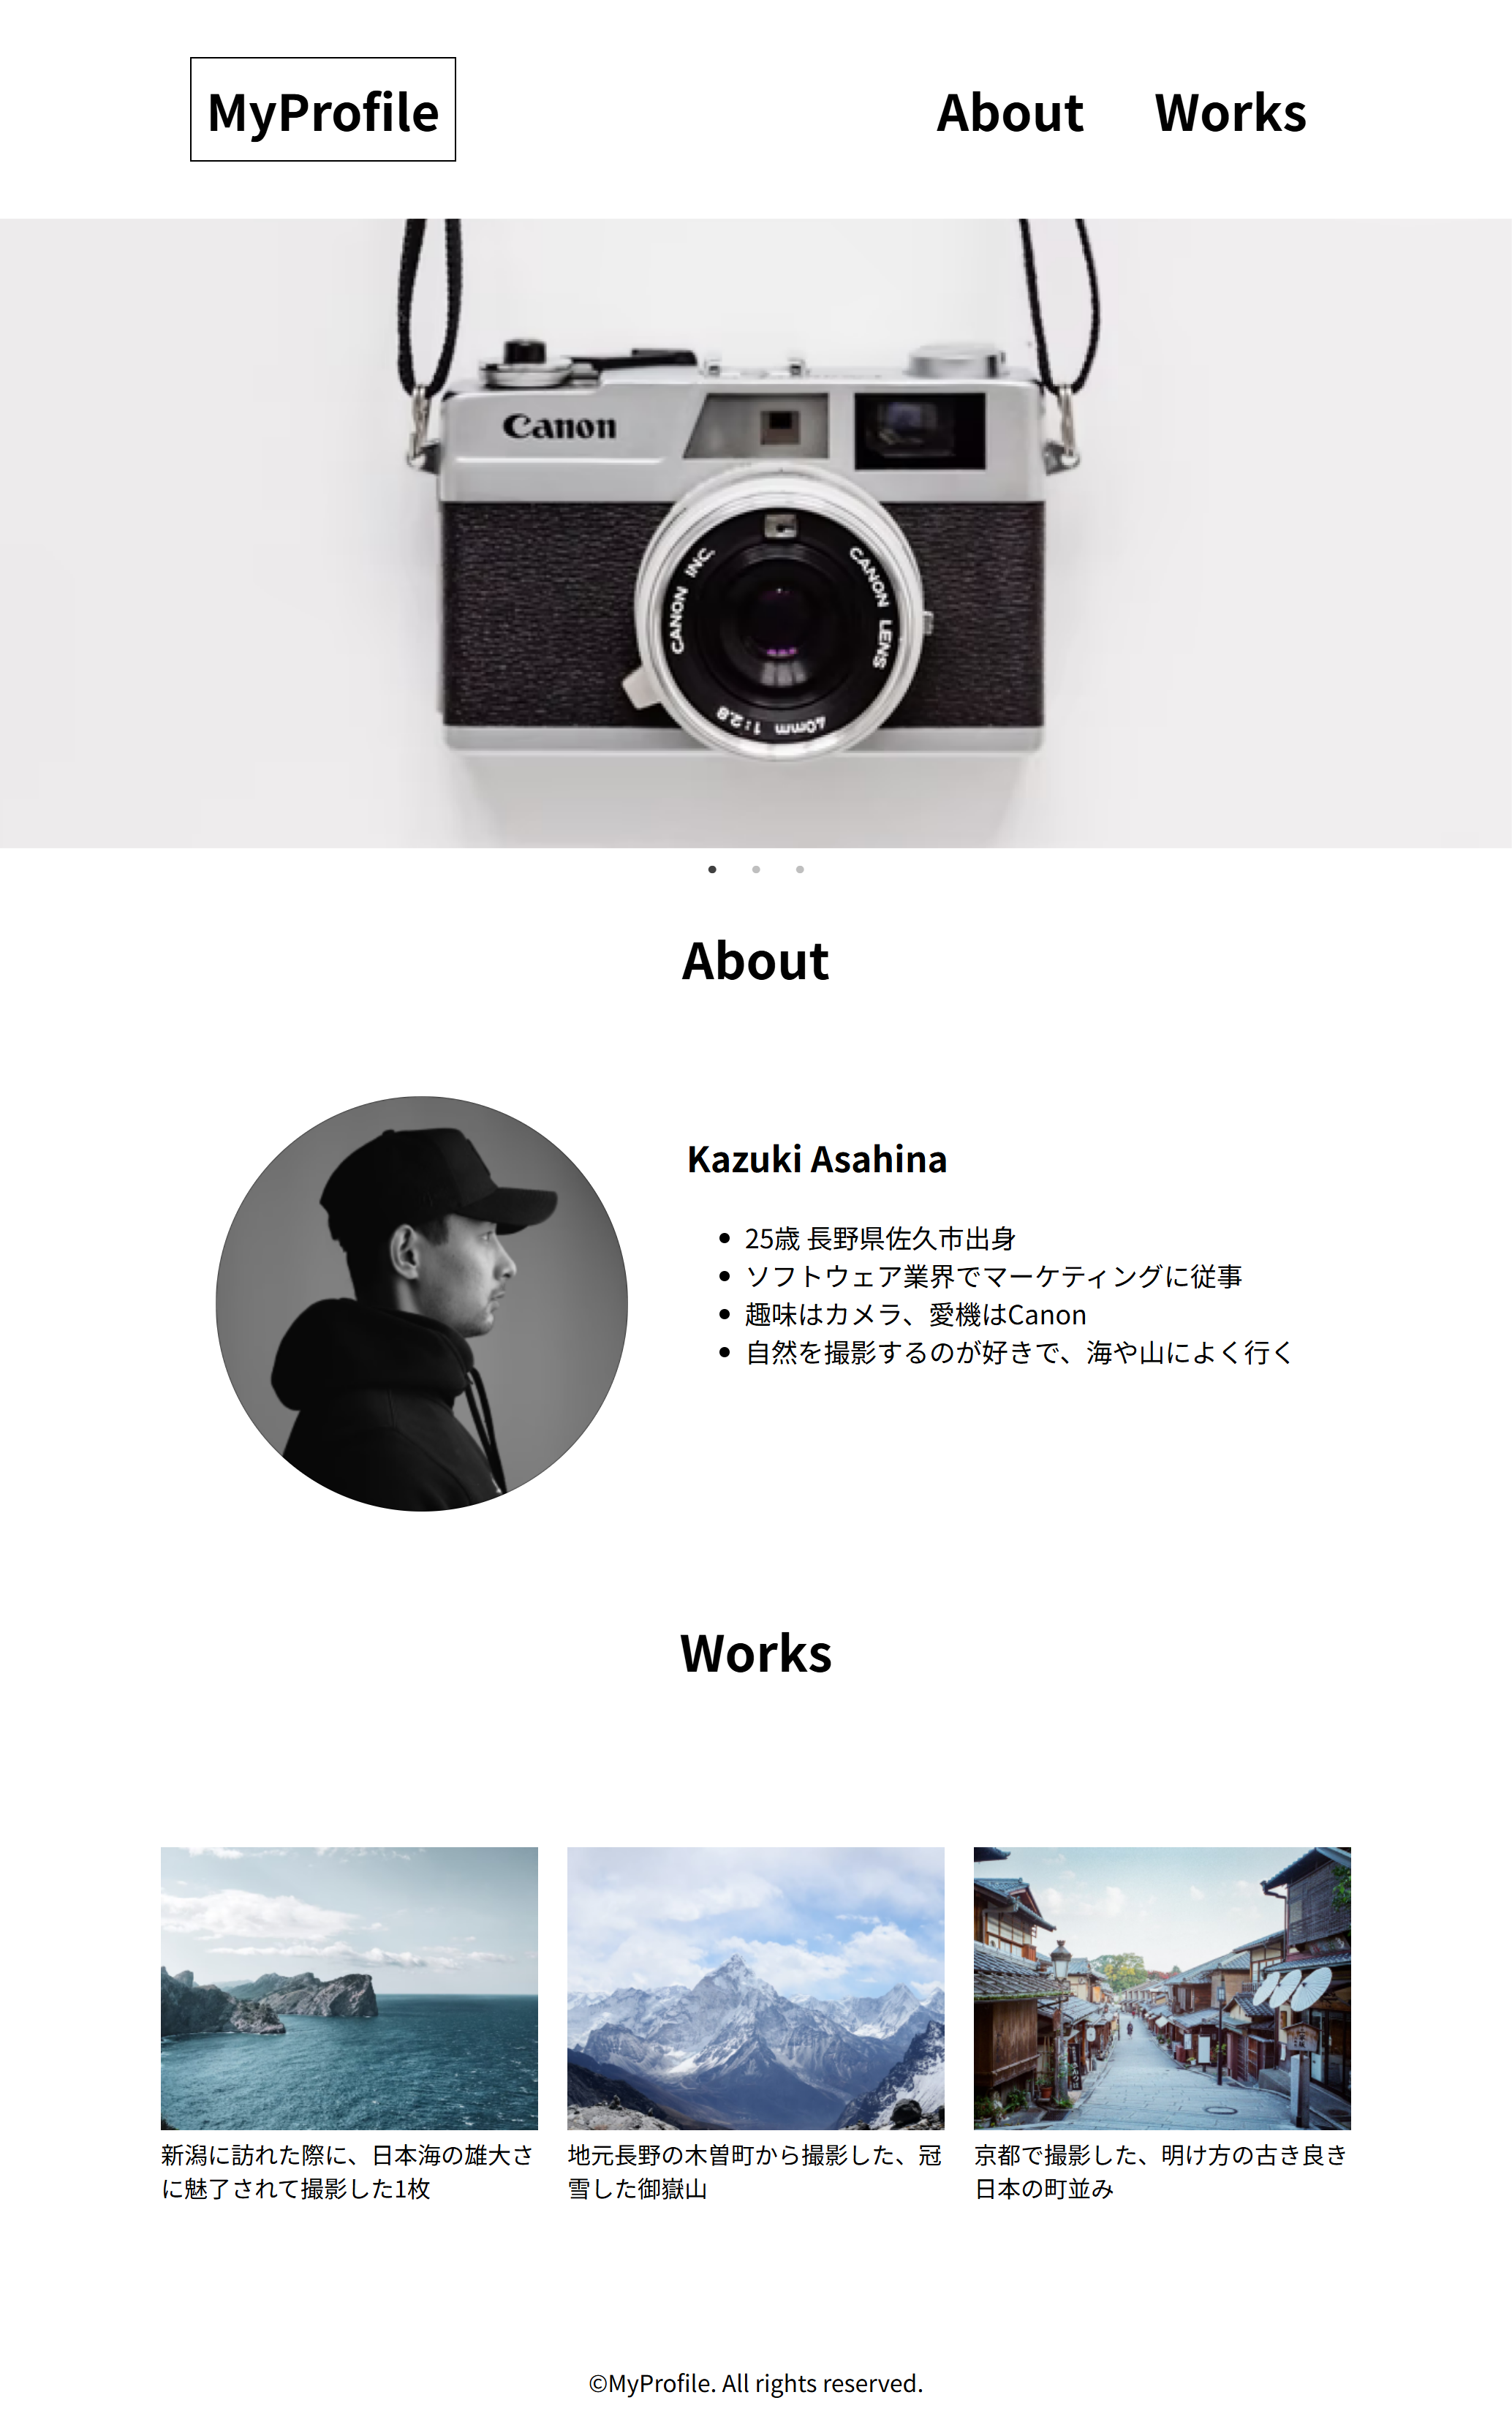 MyProfile
About
Works
Canon
CANON INC.
CANON LENS
40mm 1:2.8
About
Kazuki Asahina
25歳 長野県佐久市出身
ソフトウェア業界でマーケティングに従事
趣味はカメラ、愛機はCanon
自然を撮影するのが好きで、海や山によく行く
Works
新潟に訪れた際に、日本海の雄大さ
に魅了されて撮影した1枚
地元長野の木曽町から撮影した、冠
雪した御嶽山
京都で撮影した、明け方の古き良き
日本の町並み
©MyProfile. All rights reserved.